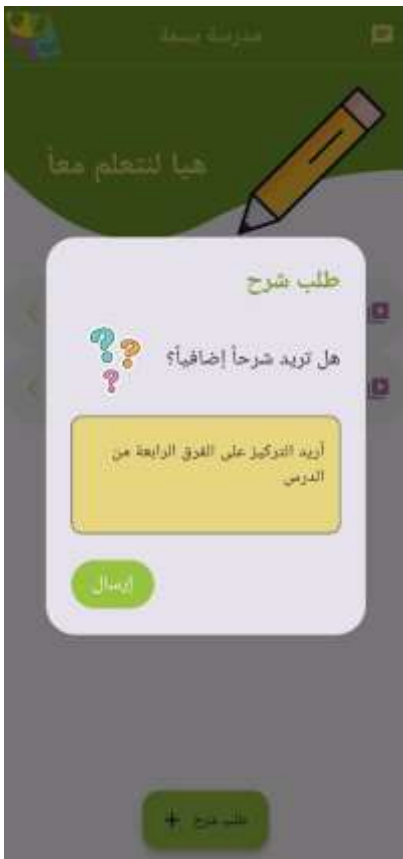 مدرسة بسمة
هيا لنتعلم معاً
طلب شرح
هل تريد شرحاً إضافياً؟
أريد التركيز على الفرق الرابعة من
الدرس
إرسال
طلب شرح +